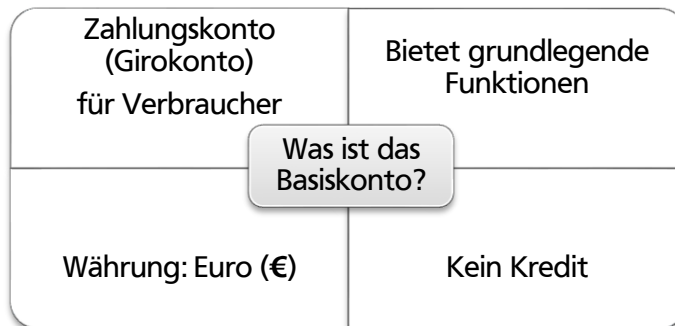 Zahlungskonto
(Girokonto)
für Verbraucher
Bietet grundlegende
Funktionen
Was ist das
Basiskonto?
Währung: Euro (€)
Kein Kredit